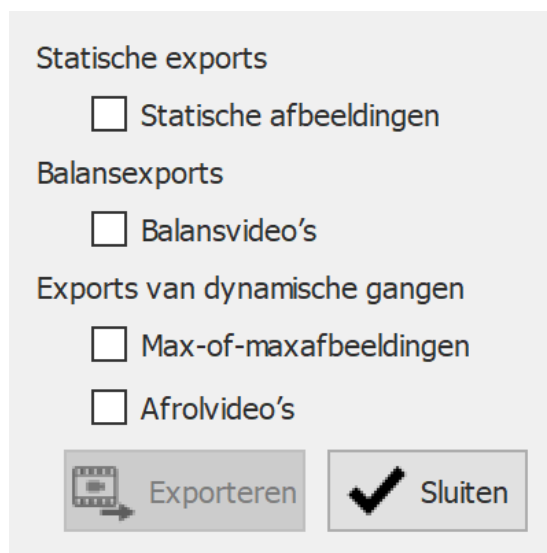 Statische exports
Statische afbeeldingen
Balansexports
Balansvideo’s
Exports van dynamische gangen
Max-of-maxafbeeldingen
Afrolvideo’s
Exporteren Sluiten